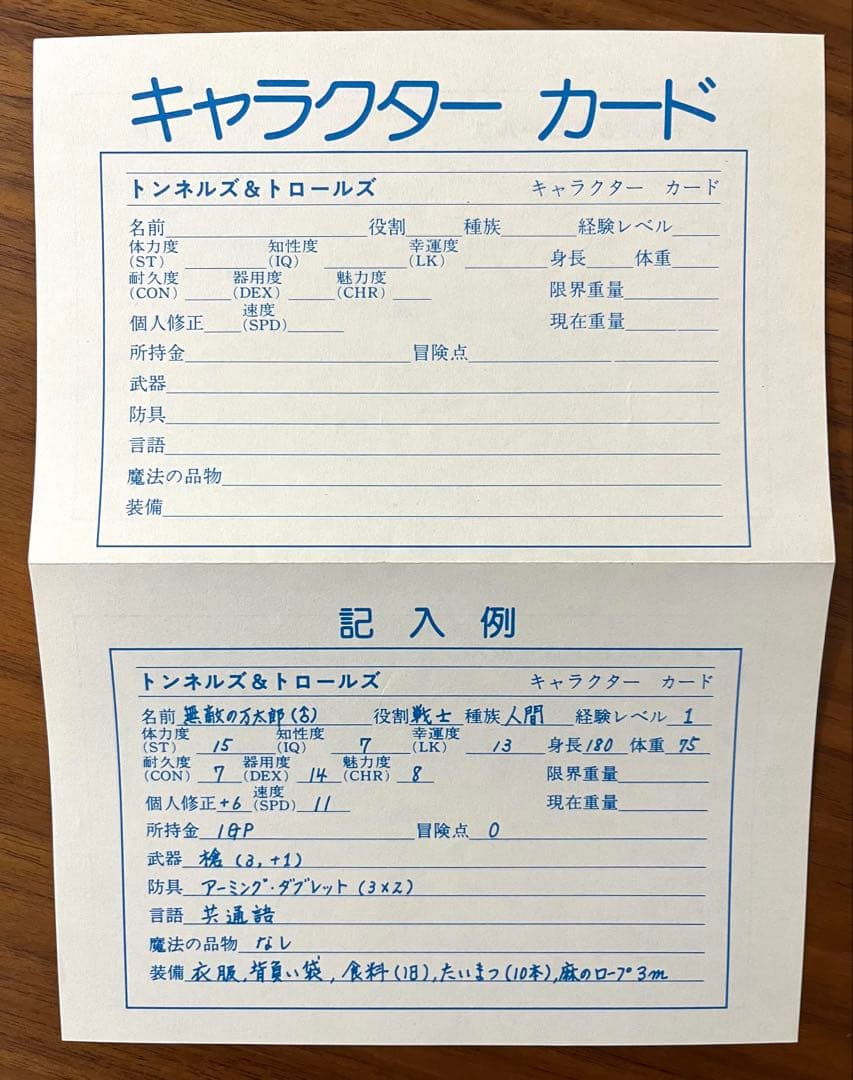 キャラクター カード
トンネルズ&トロールズ キャラクター カード
名前 役割 種族 経験レベル
体力度(ST) 知性度(IQ) 幸運度(LK) 身長 体重
耐久度(CON) 器用度(DEX) 魅力度(CHR) 限界重量
個人修正 速度(SPD) 現在重量
所持金 冒険点
武器
防具
言語
魔法の品物
装備
記入例
トンネルズ&トロールズ キャラクター カード
名前 無敵の万太郎(♂) 役割 戦士 種族 人間 経験レベル 1
体力度(ST) 15 知性度(IQ) 7 幸運度(LK) 13 身長 180 体重 75
耐久度(CON) 7 器用度(DEX) 14 魅力度(CHR) 8 限界重量
個人修正 +6 速度(SPD) 11 現在重量
所持金 1GP 冒険点 0
武器 槍(3,+1)
防具 アーミング・ダブレット(3×2)
言語 共通語
魔法の品物 なし
装備 衣服,背負い袋,食料(1日),たいまつ(10本),麻のロープ3m